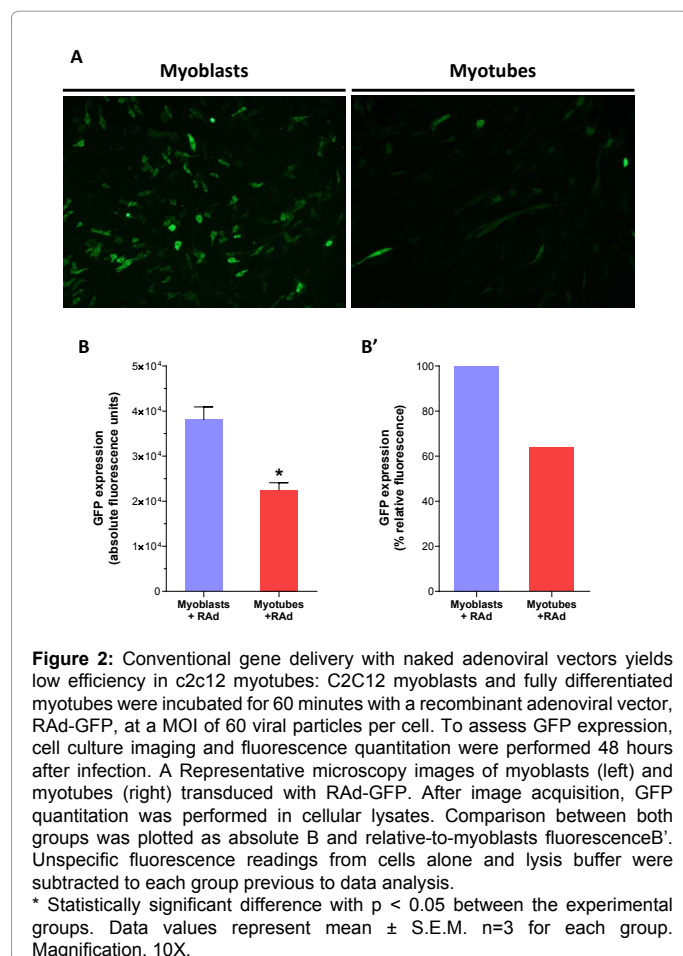 A
Myoblasts
Myotubes
B
GFP expression
(absolute fluorescence units)
5×10⁴
4×10⁴
3×10⁴
2×10⁴
1×10⁴
0
*
Myoblasts
+ RAd
Myotubes
+RAd
B’
GFP expression
(% relative fluorescence)
100
80
60
40
20
0
Myoblasts
+ RAd
Myotubes
+RAd
Figure 2: Conventional gene delivery with naked adenoviral vectors yields
low efficiency in c2c12 myotubes: C2C12 myoblasts and fully differentiated
myotubes were incubated for 60 minutes with a recombinant adenoviral vector,
RAd-GFP, at a MOI of 60 viral particles per cell. To assess GFP expression,
cell culture imaging and fluorescence quantitation were performed 48 hours
after infection. A Representative microscopy images of myoblasts (left) and
myotubes (right) transduced with RAd-GFP. After image acquisition, GFP
quantitation was performed in cellular lysates. Comparison between both
groups was plotted as absolute B and relative-to-myoblasts fluorescenceB’.
Unspecific fluorescence readings from cells alone and lysis buffer were
subtracted to each group previous to data analysis.
* Statistically significant difference with p < 0.05 between the experimental
groups. Data values represent mean ± S.E.M. n=3 for each group.
Magnification, 10X.